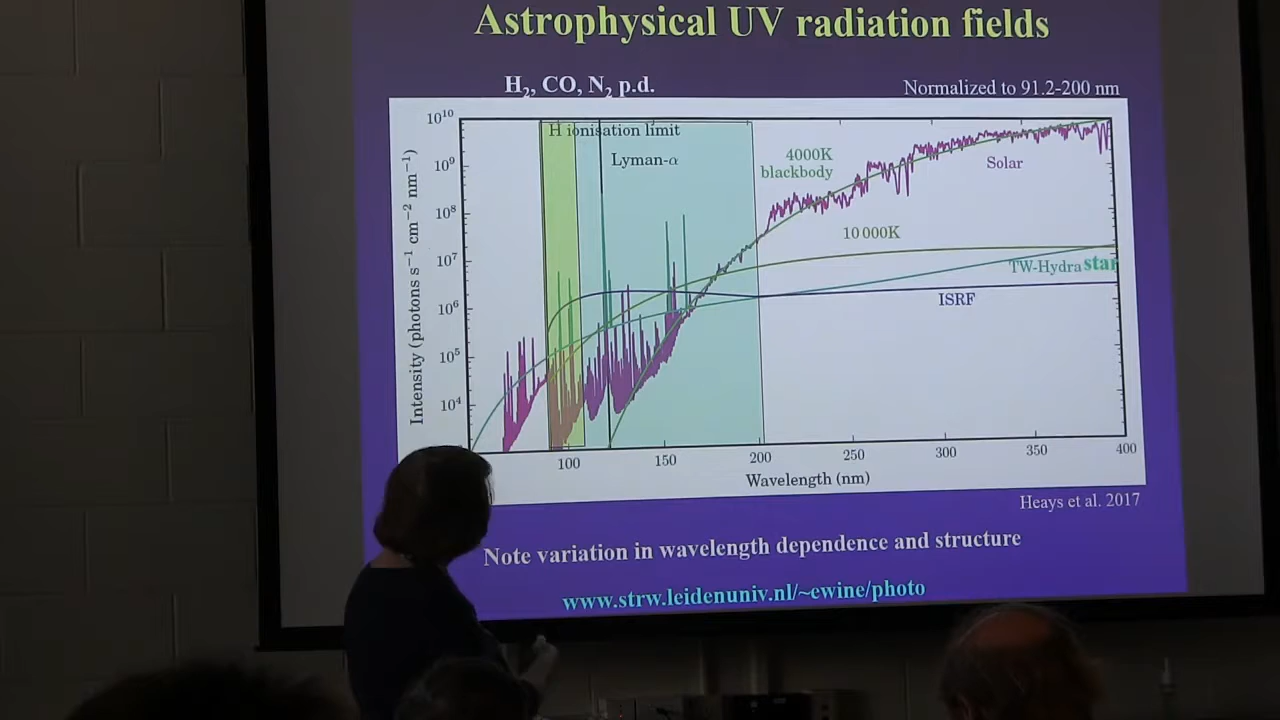 Astrophysical UV radiation fields
H₂, CO, N₂ p.d.
Normalized to 91.2-200 nm
10¹⁰
10⁹
10⁸
10⁷
10⁶
10⁵
10⁴
Intensity (photons s⁻¹ cm⁻² nm⁻¹)
H ionisation limit
Lyman-α
4000K
blackbody
Solar
10 000K
TW-Hydra star
ISRF
100 150 200 250 300 350 400
Wavelength (nm)
Heays et al. 2017
Note variation in wavelength dependence and structure
www.strw.leidenuniv.nl/~ewine/photo